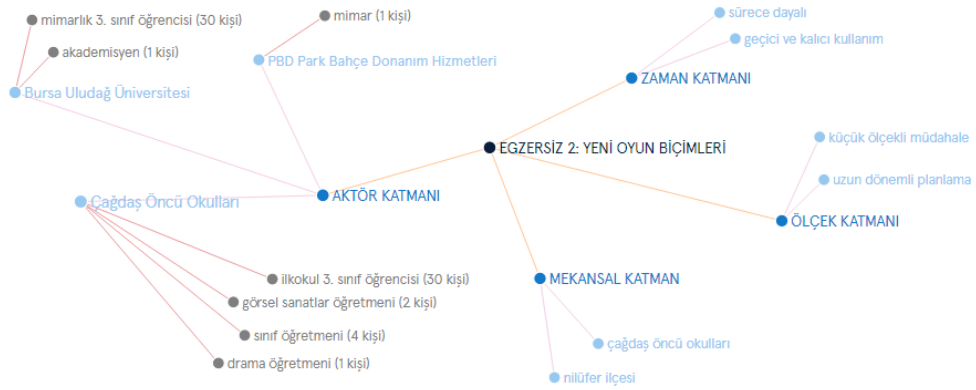 mimarlık 3. sınıf öğrencisi (30 kişi)
akademisyen (1 kişi)
Bursa Uludağ Üniversitesi
mimar (1 kişi)
PBD Park Bahçe Donanım Hizmetleri
sürece dayalı
geçici ve kalıcı kullanım
ZAMAN KATMANI
EGZERSİZ 2: YENİ OYUN BİÇİMLERİ
küçük ölçekli müdahale
uzun dönemli planlama
ÖLÇEK KATMANI
AKTÖR KATMANI
Çağdaş Öncü Okulları
ilkokul 3. sınıf öğrencisi (30 kişi)
görsel sanatlar öğretmeni (2 kişi)
sınıf öğretmeni (4 kişi)
drama öğretmeni (1 kişi)
MEKANSAL KATMAN
çağdaş öncü okulları
nilüfer ilçesi